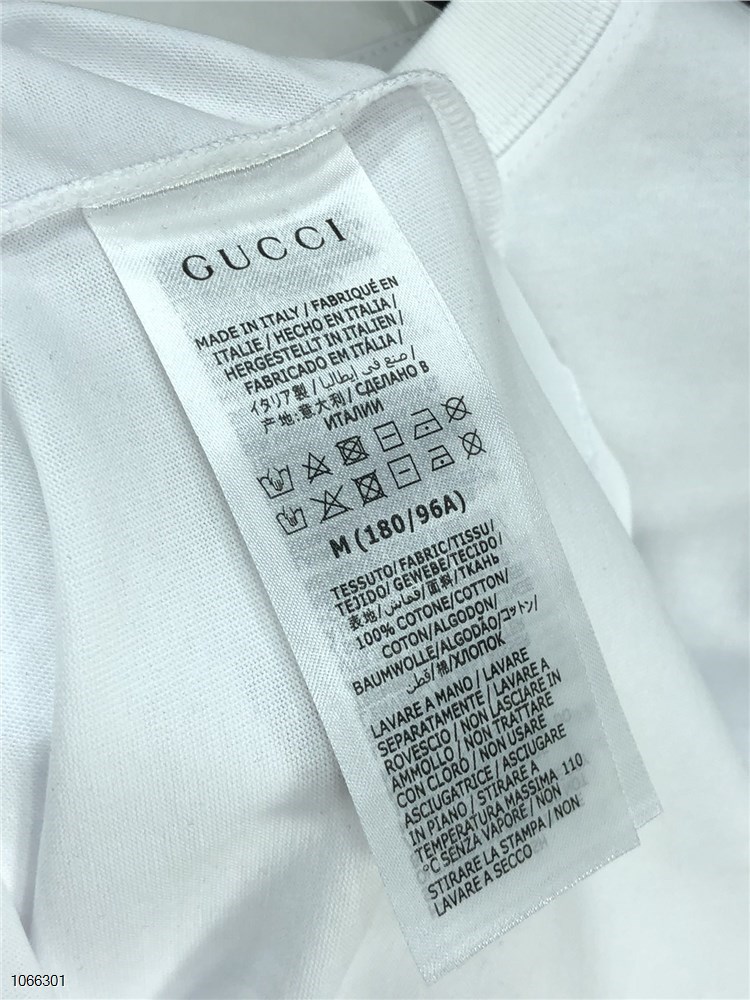 GUCCI
MADE IN ITALY / FABRIQUÉ EN
ITALIE / HECHO EN ITALIA /
HERGESTELLT IN ITALIEN /
FABRICADO EM ITÁLIA /
イタリア製 / صنع في إيطاليا /
产地:意大利 / СДЕЛАНО В
ИТАЛИИ
M (180/96A)
TESSUTO/FABRIC/TISSU/
TEJIDO/GEWEBE/TECIDO/
表地/قماش/面料/ТКАНЬ
100% COTONE/COTTON/
COTON/ALGODON/
BAUMWOLLE/ALGODÃO/コットン/
قطن/棉/ХЛОПОК
LAVARE A MANO / LAVARE
SEPARATAMENTE / LAVARE A
ROVESCIO / NON LASCIARE IN
AMMOLLO / NON TRATTARE
CON CLORO / NON USARE
ASCIUGATRICE / ASCIUGARE
IN PIANO / STIRARE A
TEMPERATURA MASSIMA 110
°C SENZA VAPORE / NON
STIRARE LA STAMPA / NON
LAVARE A SECCO
1066301